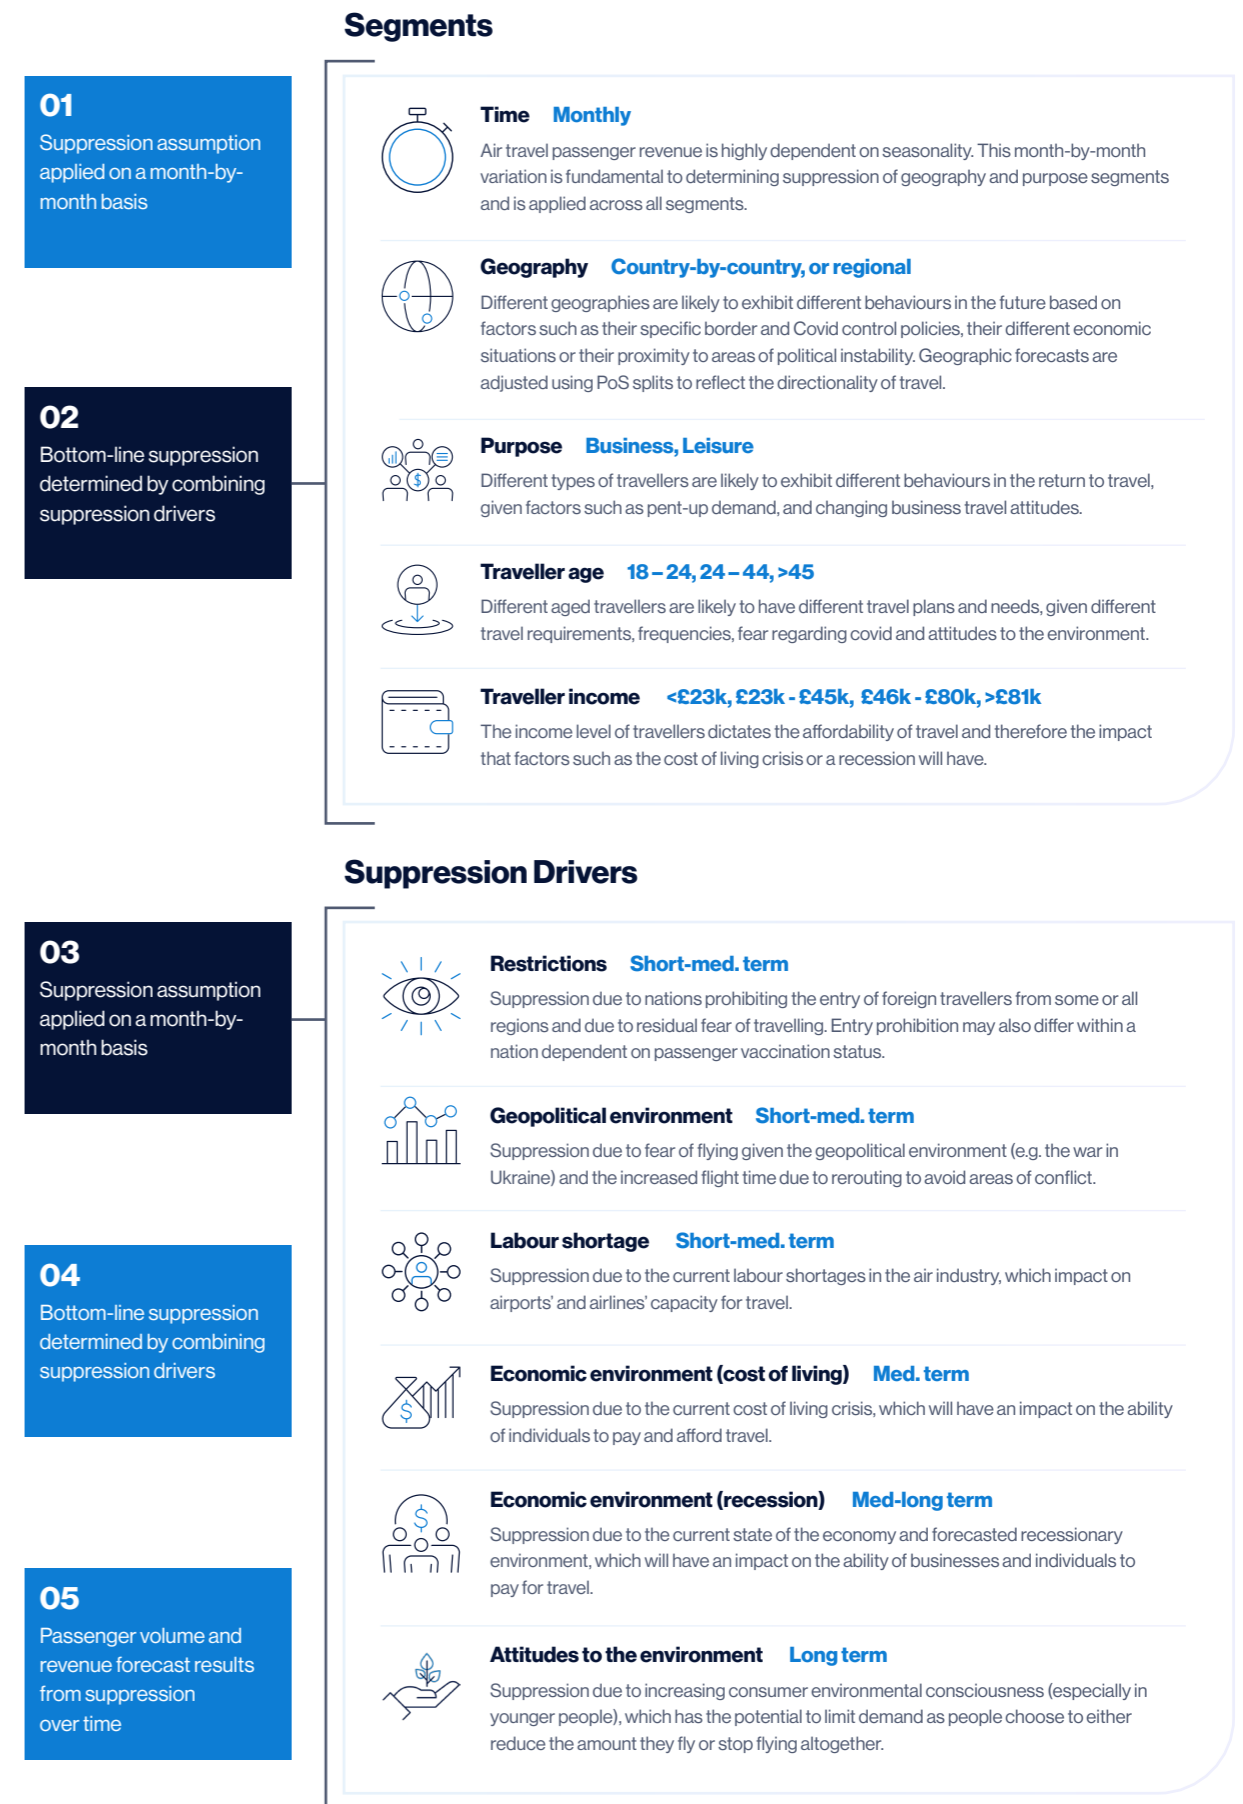 Segments
01
Suppression assumption
applied on a month-by-
month basis
02
Bottom-line suppression
determined by combining
suppression drivers
Time Monthly
Air travel passenger revenue is highly dependent on seasonality. This month-by-month
variation is fundamental to determining suppression of geography and purpose segments
and is applied across all segments.
Geography Country-by-country, or regional
Different geographies are likely to exhibit different behaviours in the future based on
factors such as their specific border and Covid control policies, their different economic
situations or their proximity to areas of political instability. Geographic forecasts are
adjusted using PoS splits to reflect the directionality of travel.
Purpose Business, Leisure
Different types of travellers are likely to exhibit different behaviours in the return to travel,
given factors such as pent-up demand, and changing business travel attitudes.
Traveller age 18 – 24, 24 – 44, >45
Different aged travellers are likely to have different travel plans and needs, given different
travel requirements, frequencies, fear regarding covid and attitudes to the environment.
Traveller income <£23k, £23k - £45k, £46k - £80k, >£81k
The income level of travellers dictates the affordability of travel and therefore the impact
that factors such as the cost of living crisis or a recession will have.
Suppression Drivers
03
Suppression assumption
applied on a month-by-
month basis
04
Bottom-line suppression
determined by combining
suppression drivers
05
Passenger volume and
revenue forecast results
from suppression
over time
Restrictions Short-med. term
Suppression due to nations prohibiting the entry of foreign travellers from some or all
regions and due to residual fear of travelling. Entry prohibition may also differ within a
nation dependent on passenger vaccination status.
Geopolitical environment Short-med. term
Suppression due to fear of flying given the geopolitical environment (e.g. the war in
Ukraine) and the increased flight time due to rerouting to avoid areas of conflict.
Labour shortage Short-med. term
Suppression due to the current labour shortages in the air industry, which impact on
airports’ and airlines’ capacity for travel.
Economic environment (cost of living) Med. term
Suppression due to the current cost of living crisis, which will have an impact on the ability
of individuals to pay and afford travel.
Economic environment (recession) Med-long term
Suppression due to the current state of the economy and forecasted recessionary
environment, which will have an impact on the ability of businesses and individuals to
pay for travel.
Attitudes to the environment Long term
Suppression due to increasing consumer environmental consciousness (especially in
younger people), which has the potential to limit demand as people choose to either
reduce the amount they fly or stop flying altogether.